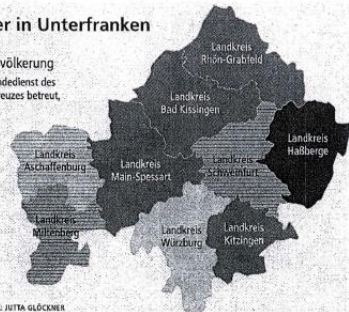 er in Unterfranken
völkerung
dedienst des
euzes betreut,
Landkreis
Rhön-Grabfeld
Landkreis
Bad Kissingen
Landkreis
Haßberge
Landkreis
Aschaffenburg
Landkreis
Main-Spessart
Landkreis
Schweinfurt
Landkreis
Miltenberg
Landkreis
Würzburg
Landkreis
Kitzingen
: JUTTA GLÖCKNER